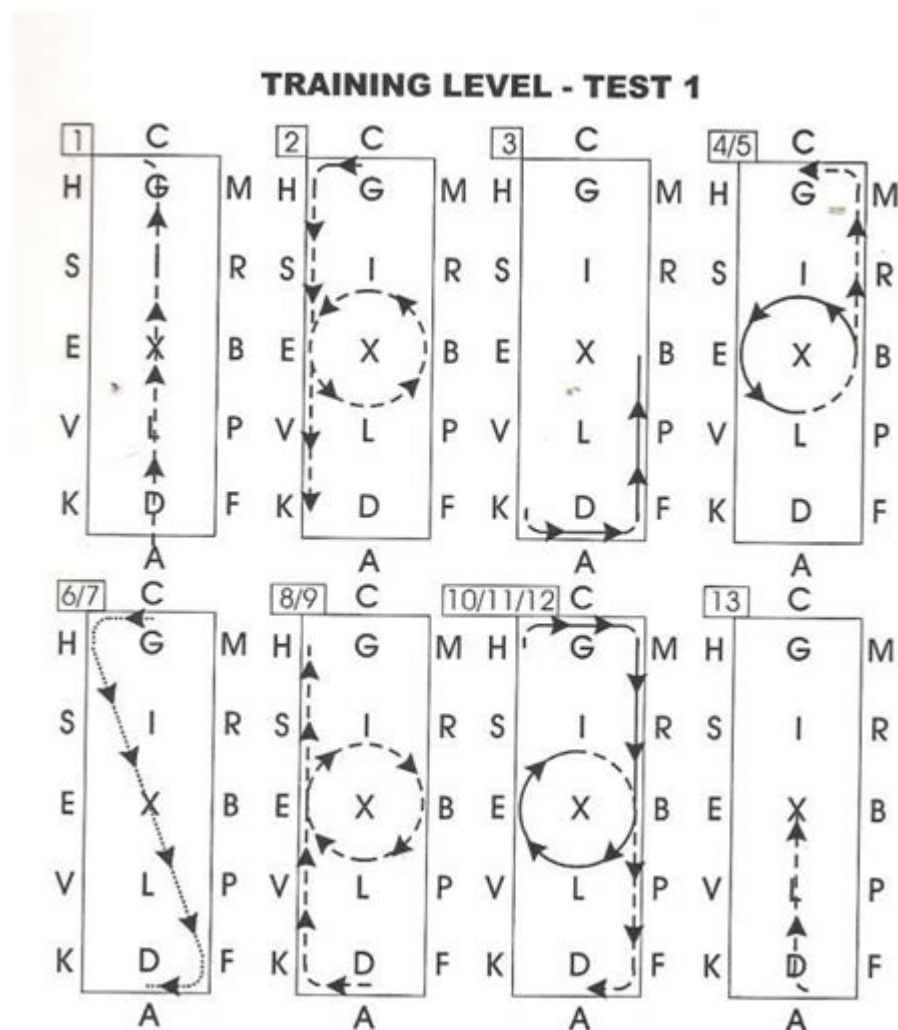 TRAINING LEVEL - TEST 1
1 C 2 C 3 C 4/5 C
H G M H G M H G M H G M
S I R S I R S I R S I R
E X B E X B E X B E X B
V L P V L P V L P V L P
K D F K D F K D F K D F
A A A A
6/7 C 8/9 C 10/11/12 C 13 C
H G M H G M H G M H G M
S I R S I R S I R S I R
E X B E X B E X B E X B
V L P V L P V L P V L P
K D F K D F K D F K D F
A A A A